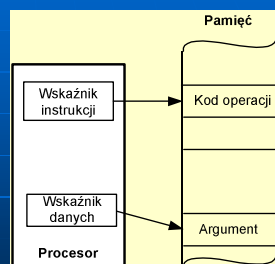 Pamięć
Wskaźnik
instrukcji
Kod operacji
Wskaźnik
danych
Argument
Procesor